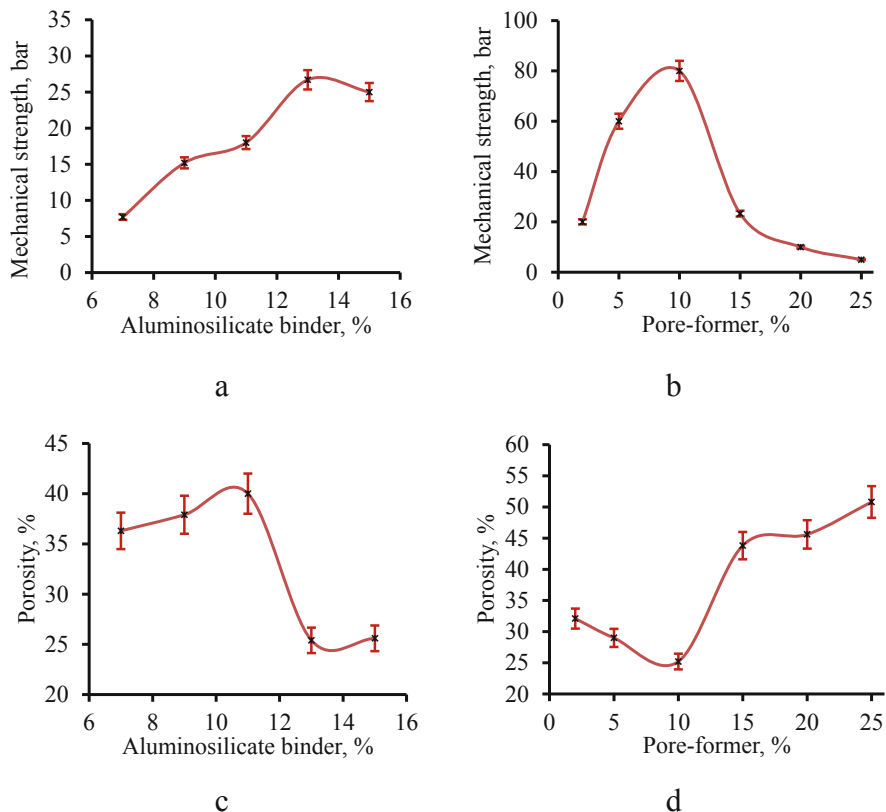 35
30
25
20
15
10
5
0
Mechanical strength, bar
6 8 10 12 14 16
Aluminosilicate binder, %
a
100
80
60
40
20
0
Mechanical strength, bar
0 5 10 15 20 25
Pore-former, %
b
45
40
35
30
25
20
Porosity, %
6 8 10 12 14 16
Aluminosilicate binder, %
c
60
55
50
45
40
35
30
25
20
Porosity, %
0 5 10 15 20 25
Pore-former, %
d